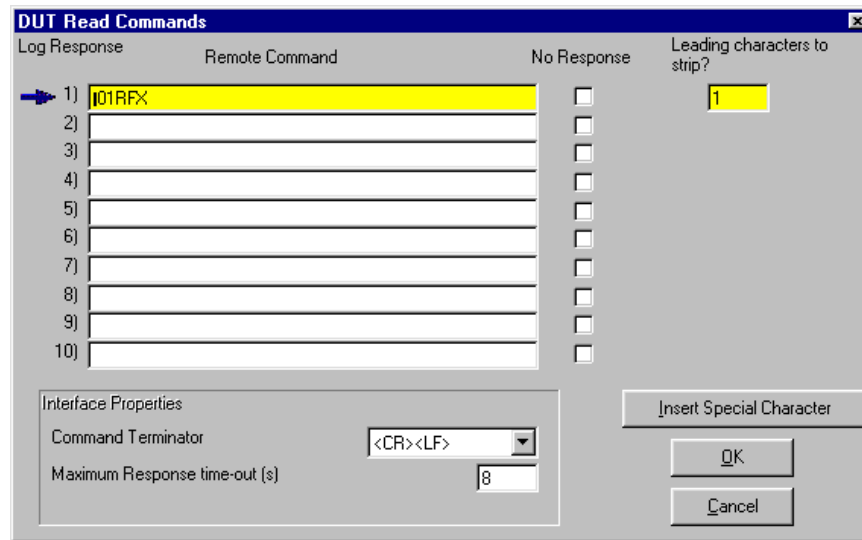 DUT Read Commands
Log Response Remote Command No Response Leading characters to strip?
1) 01RFX 1
2)
3)
4)
5)
6)
7)
8)
9)
10)
Interface Properties
Command Terminator <CR><LF>
Maximum Response time-out (s) 8
Insert Special Character
OK
Cancel